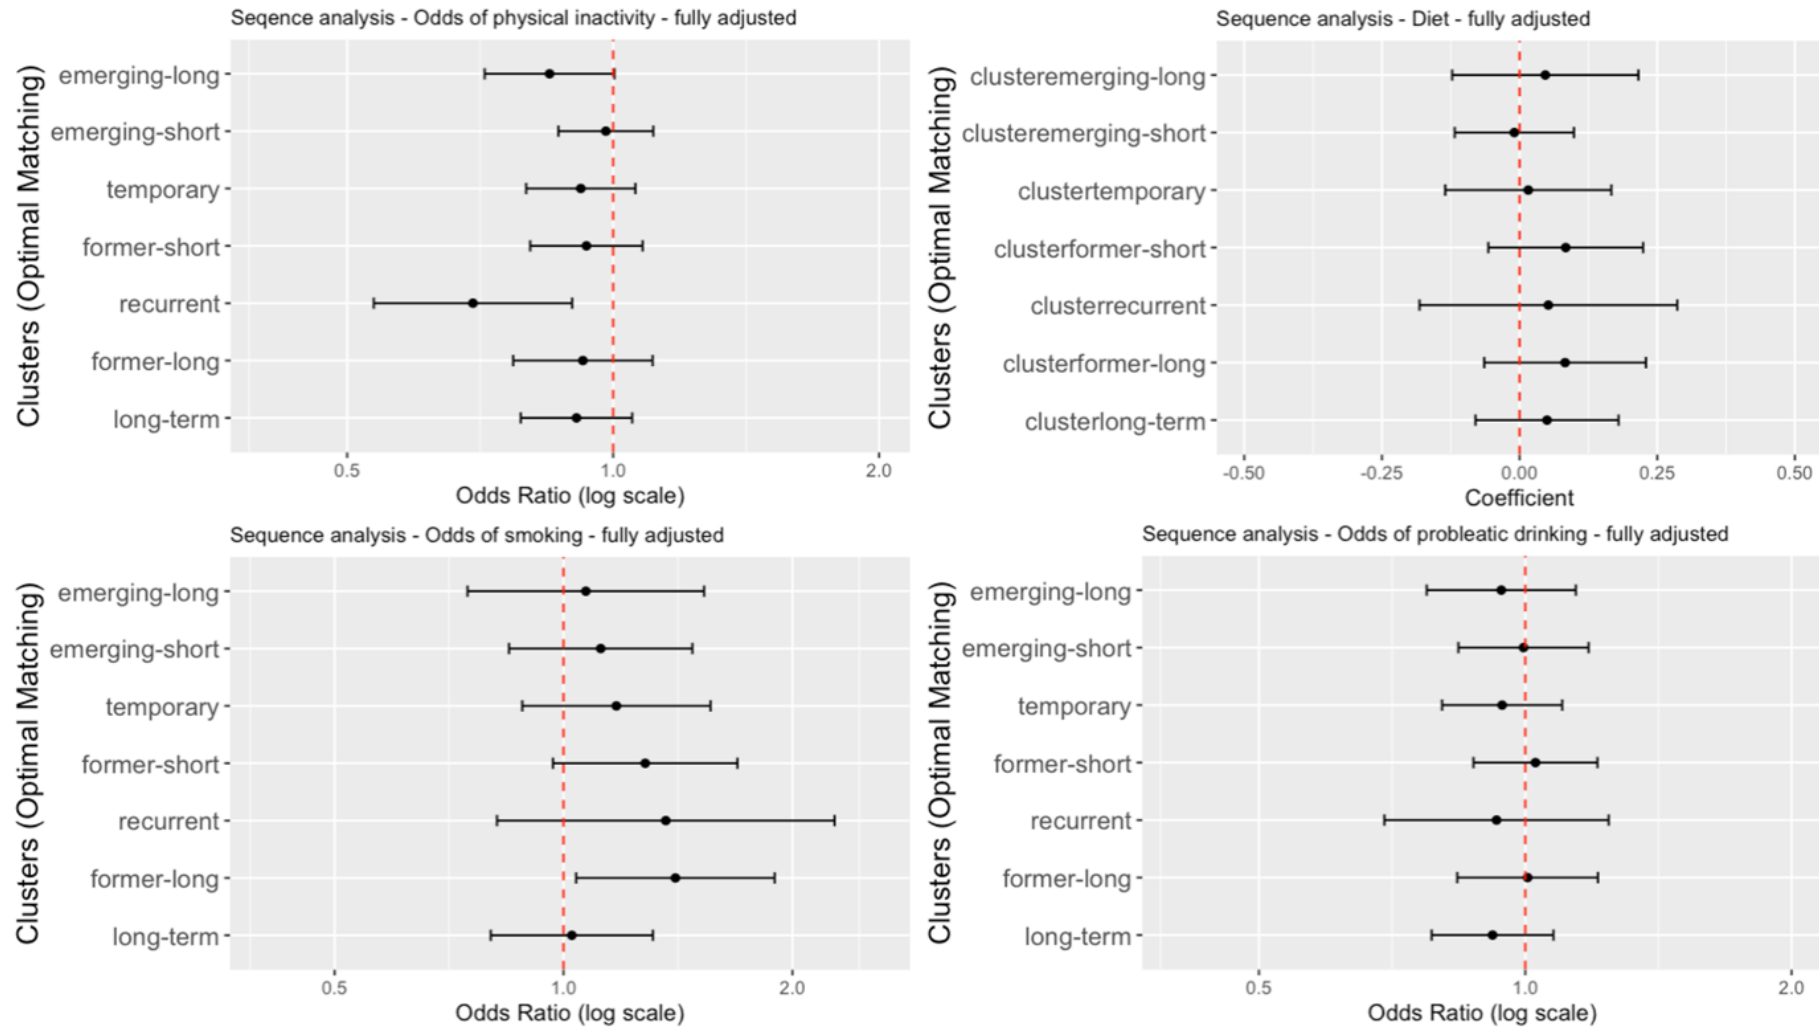 Seqence analysis - Odds of physical inactivity - fully adjusted
Clusters (Optimal Matching)
emerging-long
emerging-short
temporary
former-short
recurrent
former-long
long-term
0.5 1.0 2.0
Odds Ratio (log scale)
Sequence analysis - Diet - fully adjusted
Clusters (Optimal Matching)
clusteremerging-long
clusteremerging-short
clustertemporary
clusterformer-short
clusterrecurrent
clusterformer-long
clusterlong-term
-0.50 -0.25 0.00 0.25 0.50
Coefficient
Sequence analysis - Odds of smoking - fully adjusted
Clusters (Optimal Matching)
emerging-long
emerging-short
temporary
former-short
recurrent
former-long
long-term
0.5 1.0 2.0
Odds Ratio (log scale)
Sequence analysis - Odds of probleatic drinking - fully adjusted
Clusters (Optimal Matching)
emerging-long
emerging-short
temporary
former-short
recurrent
former-long
long-term
0.5 1.0 2.0
Odds Ratio (log scale)